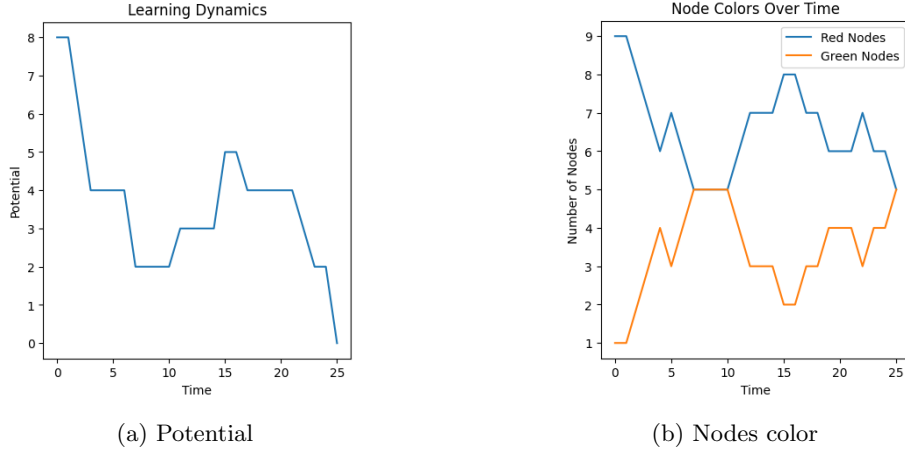 Learning Dynamics
8
7
6
5
4
3
2
1
0
Potential
0 5 10 15 20 25
Time
(a) Potential
Node Colors Over Time
Red Nodes
Green Nodes
9
8
7
6
5
4
3
2
1
Number of Nodes
0 5 10 15 20 25
Time
(b) Nodes color